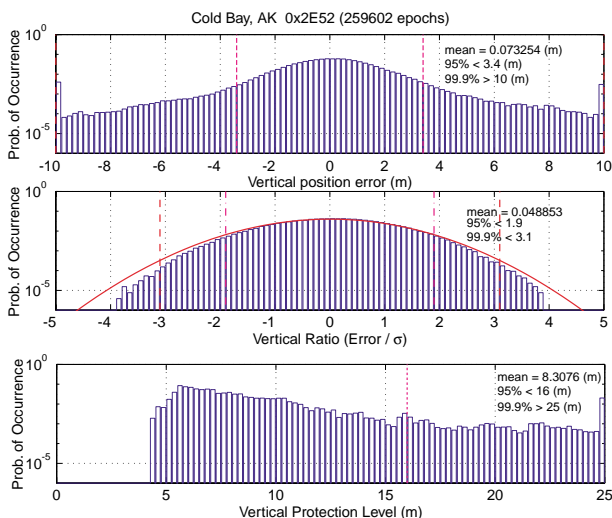 Cold Bay, AK 0x2E52 (259602 epochs)
Prob. of Occurrence
10^0
10^-5
mean = 0.073254 (m)
95% < 3.4 (m)
99.9% > 10 (m)
-10 -8 -6 -4 -2 0 2 4 6 8 10
Vertical position error (m)
Prob. of Occurrence
10^0
10^-5
mean = 0.048853
95% < 1.9
99.9% < 3.1
-5 -4 -3 -2 -1 0 1 2 3 4 5
Vertical Ratio (Error / σ)
Prob. of Occurrence
10^0
10^-5
mean = 8.3076 (m)
95% < 16 (m)
99.9% > 25 (m)
0 5 10 15 20 25
Vertical Protection Level (m)